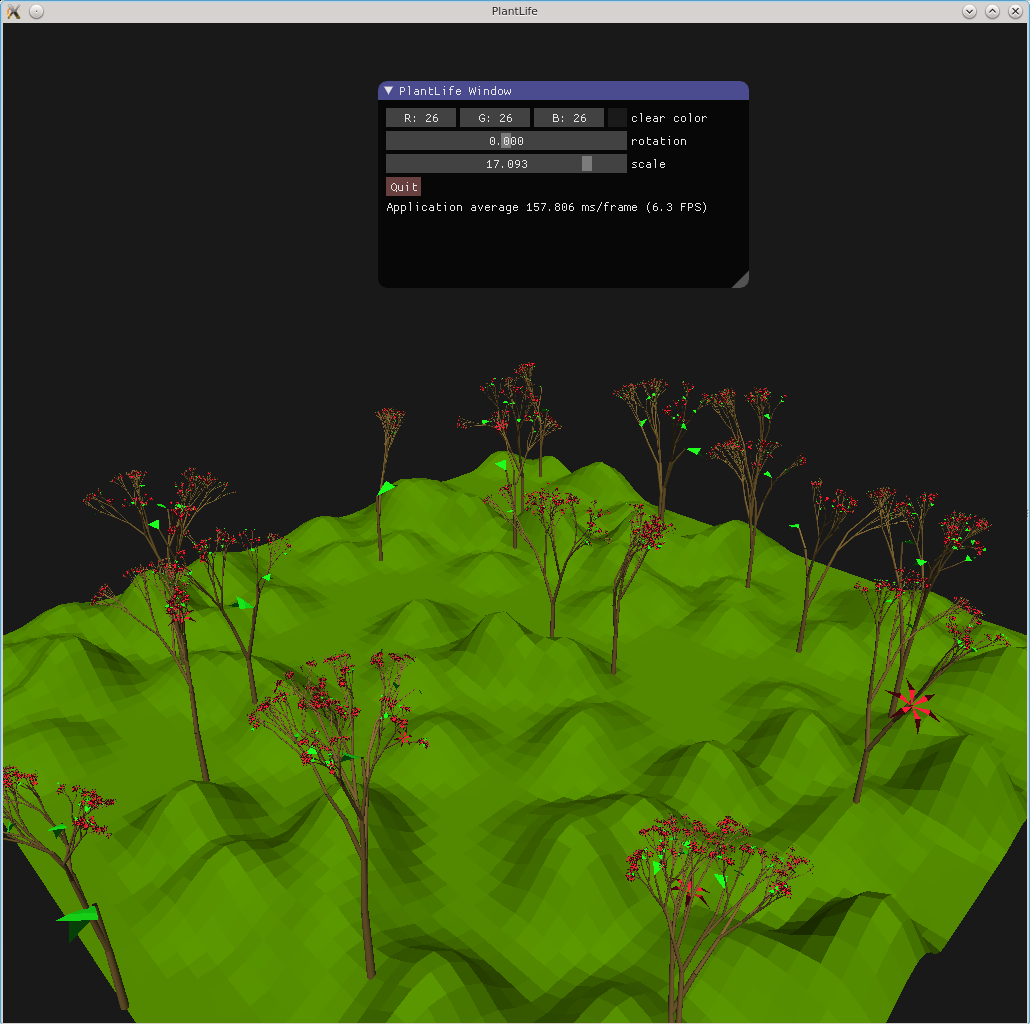 PlantLife
PlantLife Window
R: 26 G: 26 B: 26 clear color
0.000 rotation
17.093 scale
Quit
Application average 157.806 ms/frame (6.3 FPS)